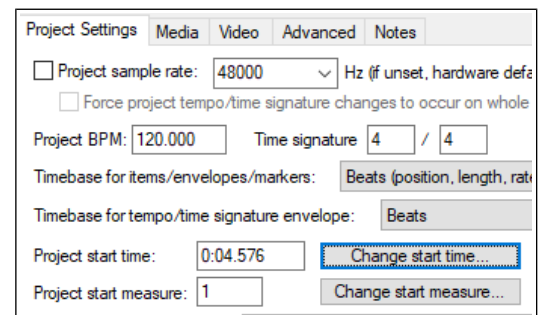 Project Settings Media Video Advanced Notes
Project sample rate: 48000 Hz (if unset, hardware defa
Force project tempo/time signature changes to occur on whole
Project BPM: 120.000 Time signature 4 / 4
Timebase for items/envelopes/markers: Beats (position, length, rate
Timebase for tempo/time signature envelope: Beats
Project start time: 0:04.576 Change start time...
Project start measure: 1 Change start measure...